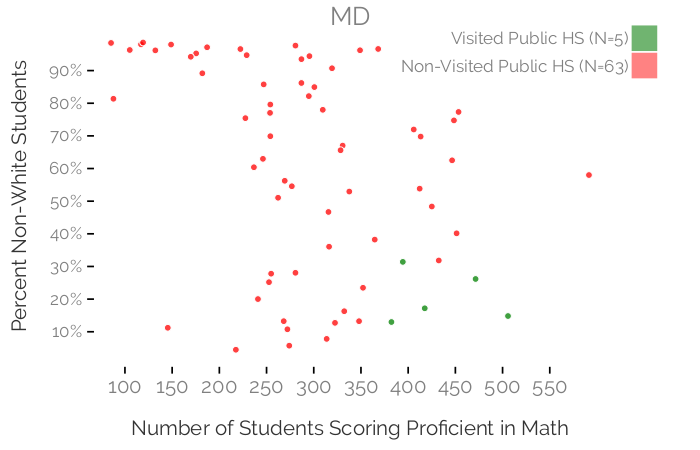 MD
Visited Public HS (N=5)
Non-Visited Public HS (N=63)
Percent Non-White Students
90%
80%
70%
60%
50%
40%
30%
20%
10%
100 150 200 250 300 350 400 450 500 550
Number of Students Scoring Proficient in Math